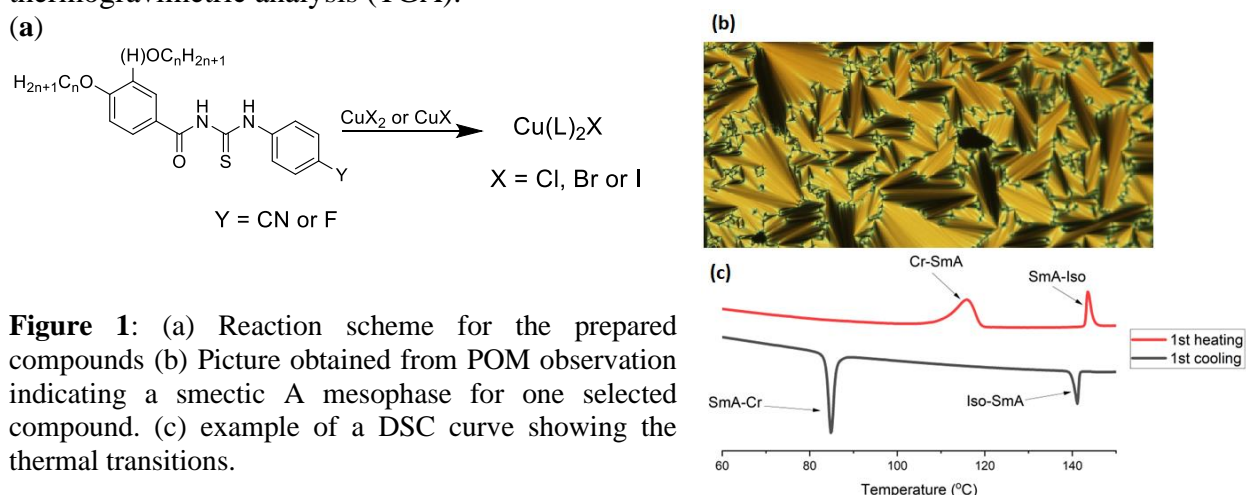 thermogravimetric analysis (TGA).
(a)
(H)OCₙH₂ₙ₊₁
H₂ₙ₊₁CₙO
H H
N N
O S
Y
Y = CN or F
CuX₂ or CuX
Cu(L)₂X
X = Cl, Br or I
Figure 1: (a) Reaction scheme for the prepared
compounds (b) Picture obtained from POM observation
indicating a smectic A mesophase for one selected
compound. (c) example of a DSC curve showing the
thermal transitions.
(b)
(c)
Cr-SmA
SmA-Iso
1st heating
1st cooling
SmA-Cr
Iso-SmA
60 80 100 120 140
Temperature (°C)